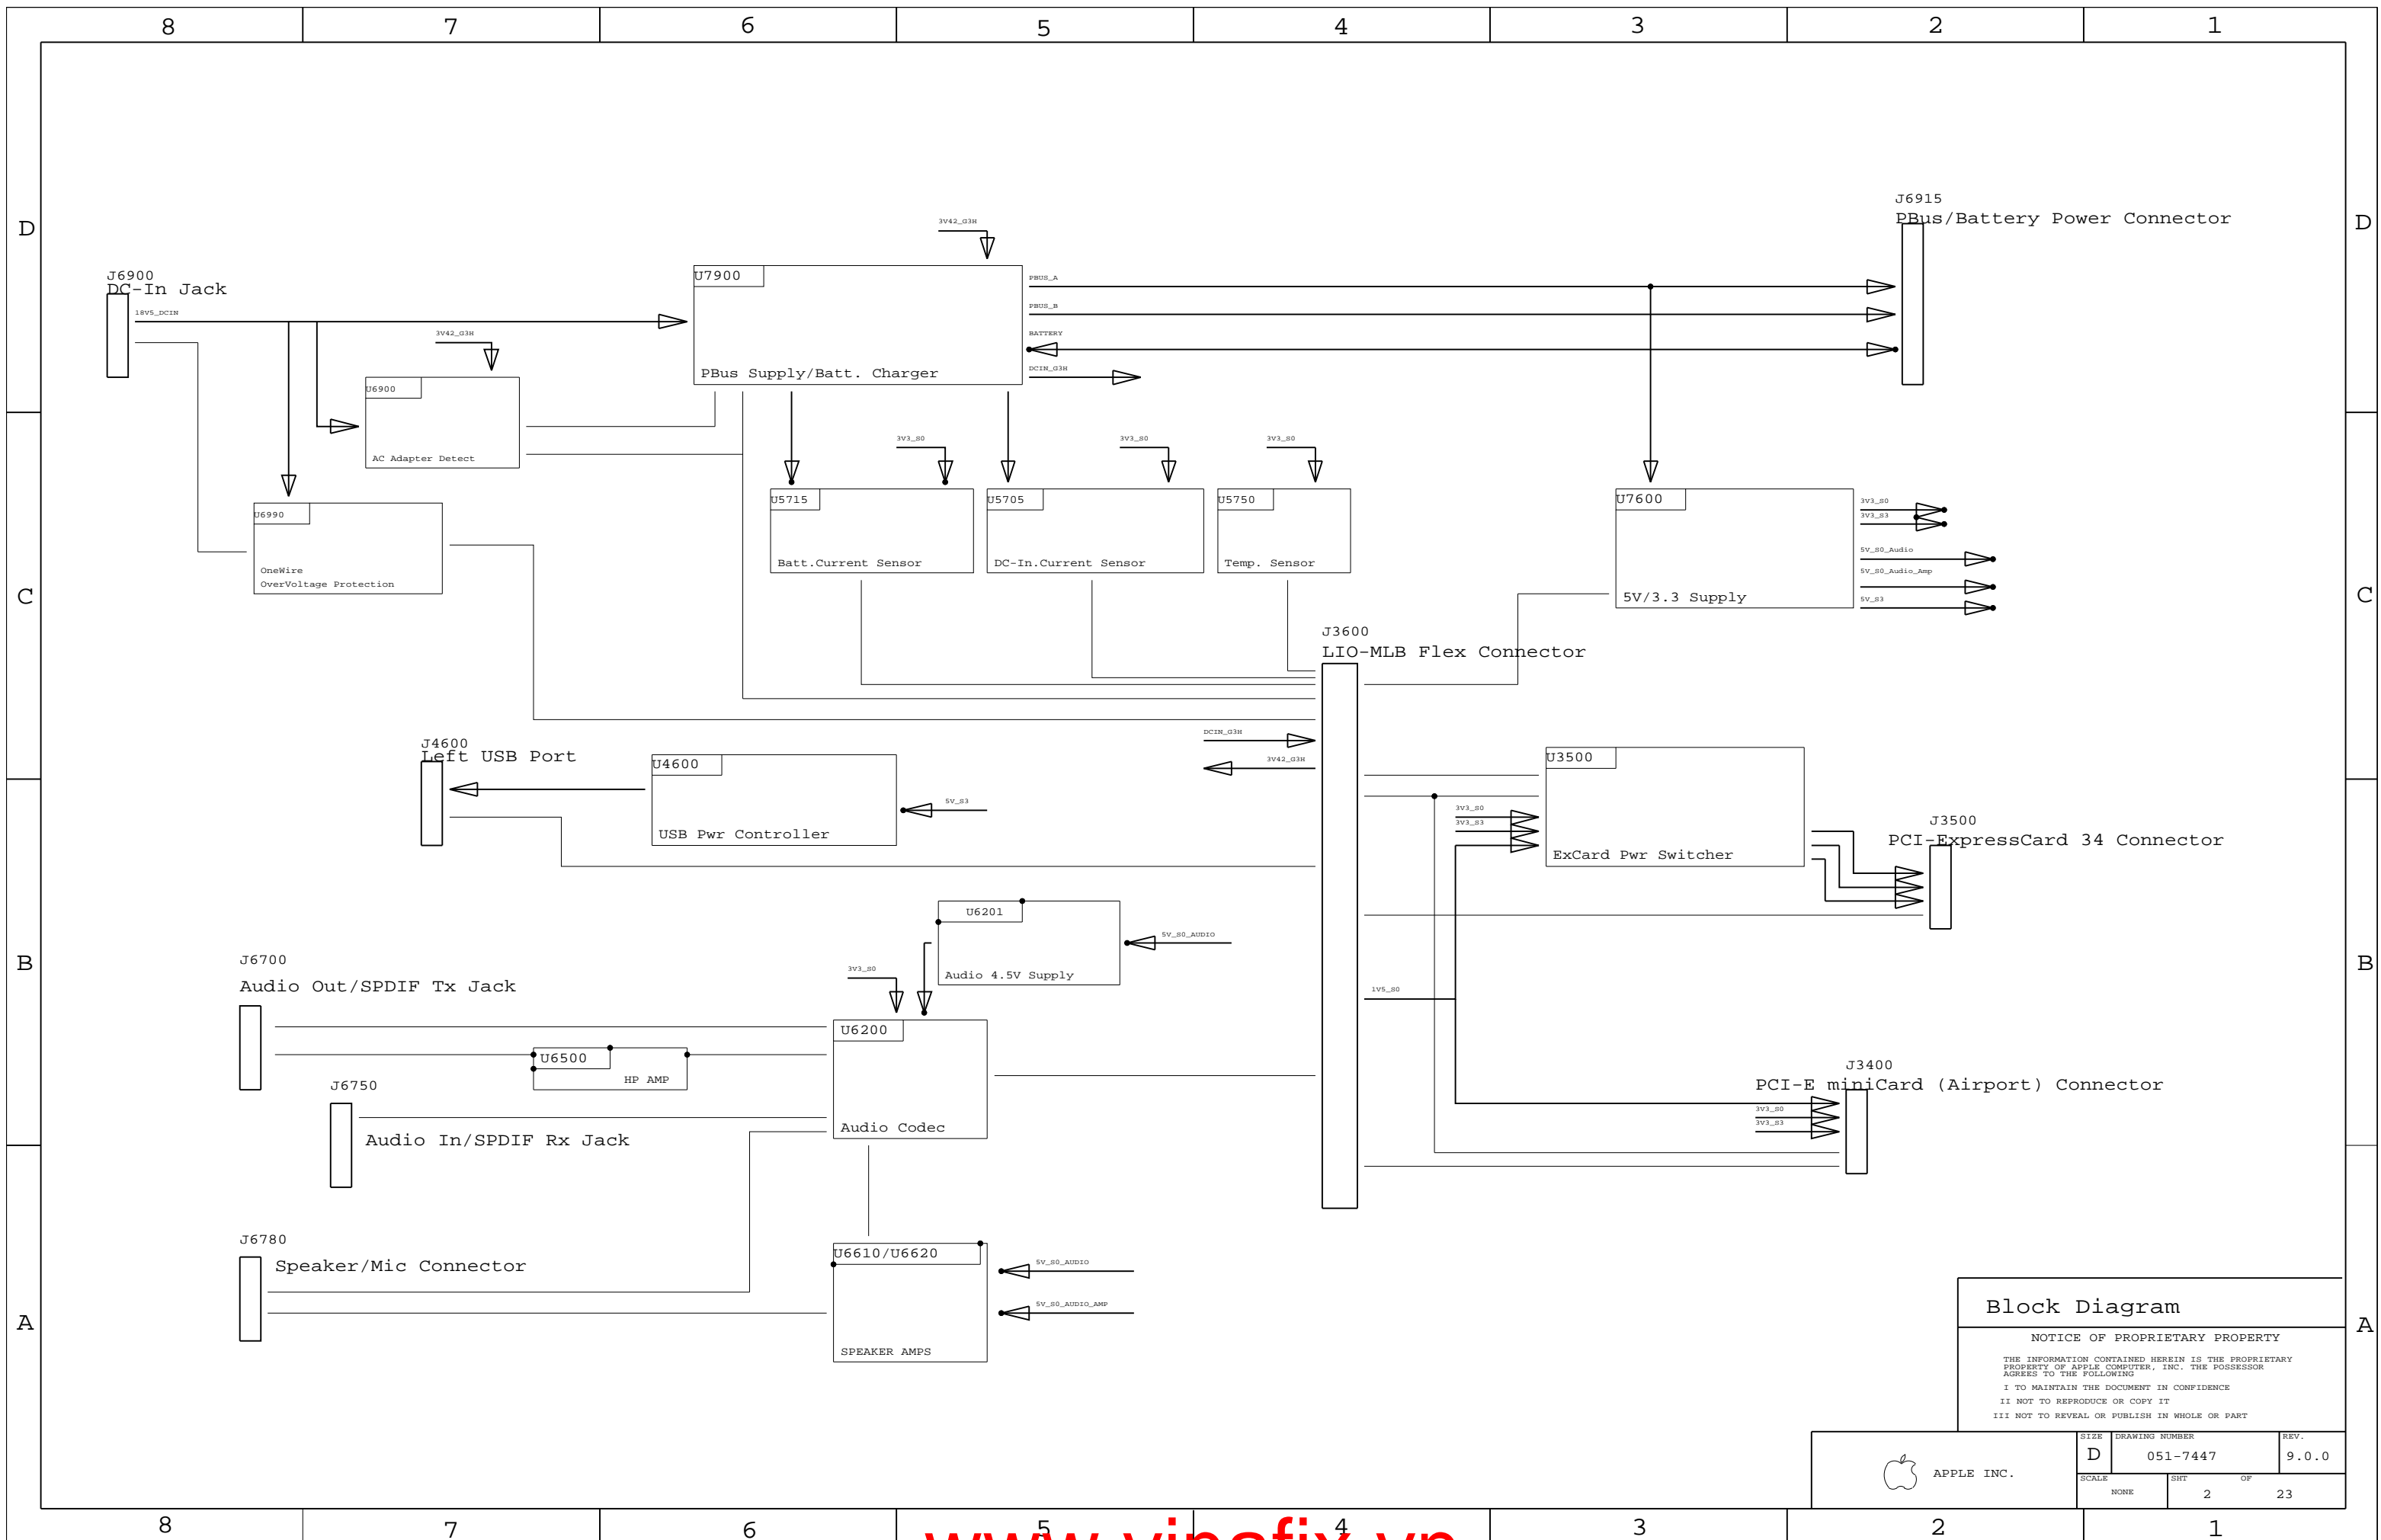 8 7 6 5 4 3 2 1
D
D
C
C
B
B
A
A
J6915
PBus/Battery Power Connector
3V42_G3H
J6900
DC-In Jack
18V5_DCIN
U7900
PBus Supply/Batt. Charger
PBUS_A
PBUS_B
BATTERY
DCIN_G3H
3V42_G3H
U6900
AC Adapter Detect
3V3_S0
3V3_S0
3V3_S0
U6990
OneWire
OverVoltage Protection
U5715
Batt.Current Sensor
U5705
DC-In.Current Sensor
U5750
Temp. Sensor
U7600
5V/3.3 Supply
3V3_S0
3V3_S3
5V_S0_Audio
5V_S0_Audio_Amp
5V_S3
J3600
LIO-MLB Flex Connector
DCIN_G3H
3V42_G3H
J4600
Left USB Port
U4600
USB Pwr Controller
5V_S3
U3500
ExCard Pwr Switcher
3V3_S0
3V3_S3
J3500
PCI-ExpressCard 34 Connector
U6201
Audio 4.5V Supply
5V_S0_AUDIO
3V3_S0
1V5_S0
J6700
Audio Out/SPDIF Tx Jack
U6200
Audio Codec
U6500
HP AMP
J6750
Audio In/SPDIF Rx Jack
J3400
PCI-E miniCard (Airport) Connector
3V3_S0
3V3_S3
J6780
Speaker/Mic Connector
U6610/U6620
SPEAKER AMPS
5V_S0_AUDIO
5V_S0_AUDIO_AMP
Block Diagram
NOTICE OF PROPRIETARY PROPERTY
THE INFORMATION CONTAINED HEREIN IS THE PROPRIETARY
PROPERTY OF APPLE COMPUTER, INC. THE POSSESSOR
AGREES TO THE FOLLOWING
I TO MAINTAIN THE DOCUMENT IN CONFIDENCE
II NOT TO REPRODUCE OR COPY IT
III NOT TO REVEAL OR PUBLISH IN WHOLE OR PART
APPLE INC.
SIZE
D
DRAWING NUMBER
051-7447
REV.
9.0.0
SCALE
NONE
SHT OF
2 23
8 7 6 5 4 3 2 1
www.vinafix.vn